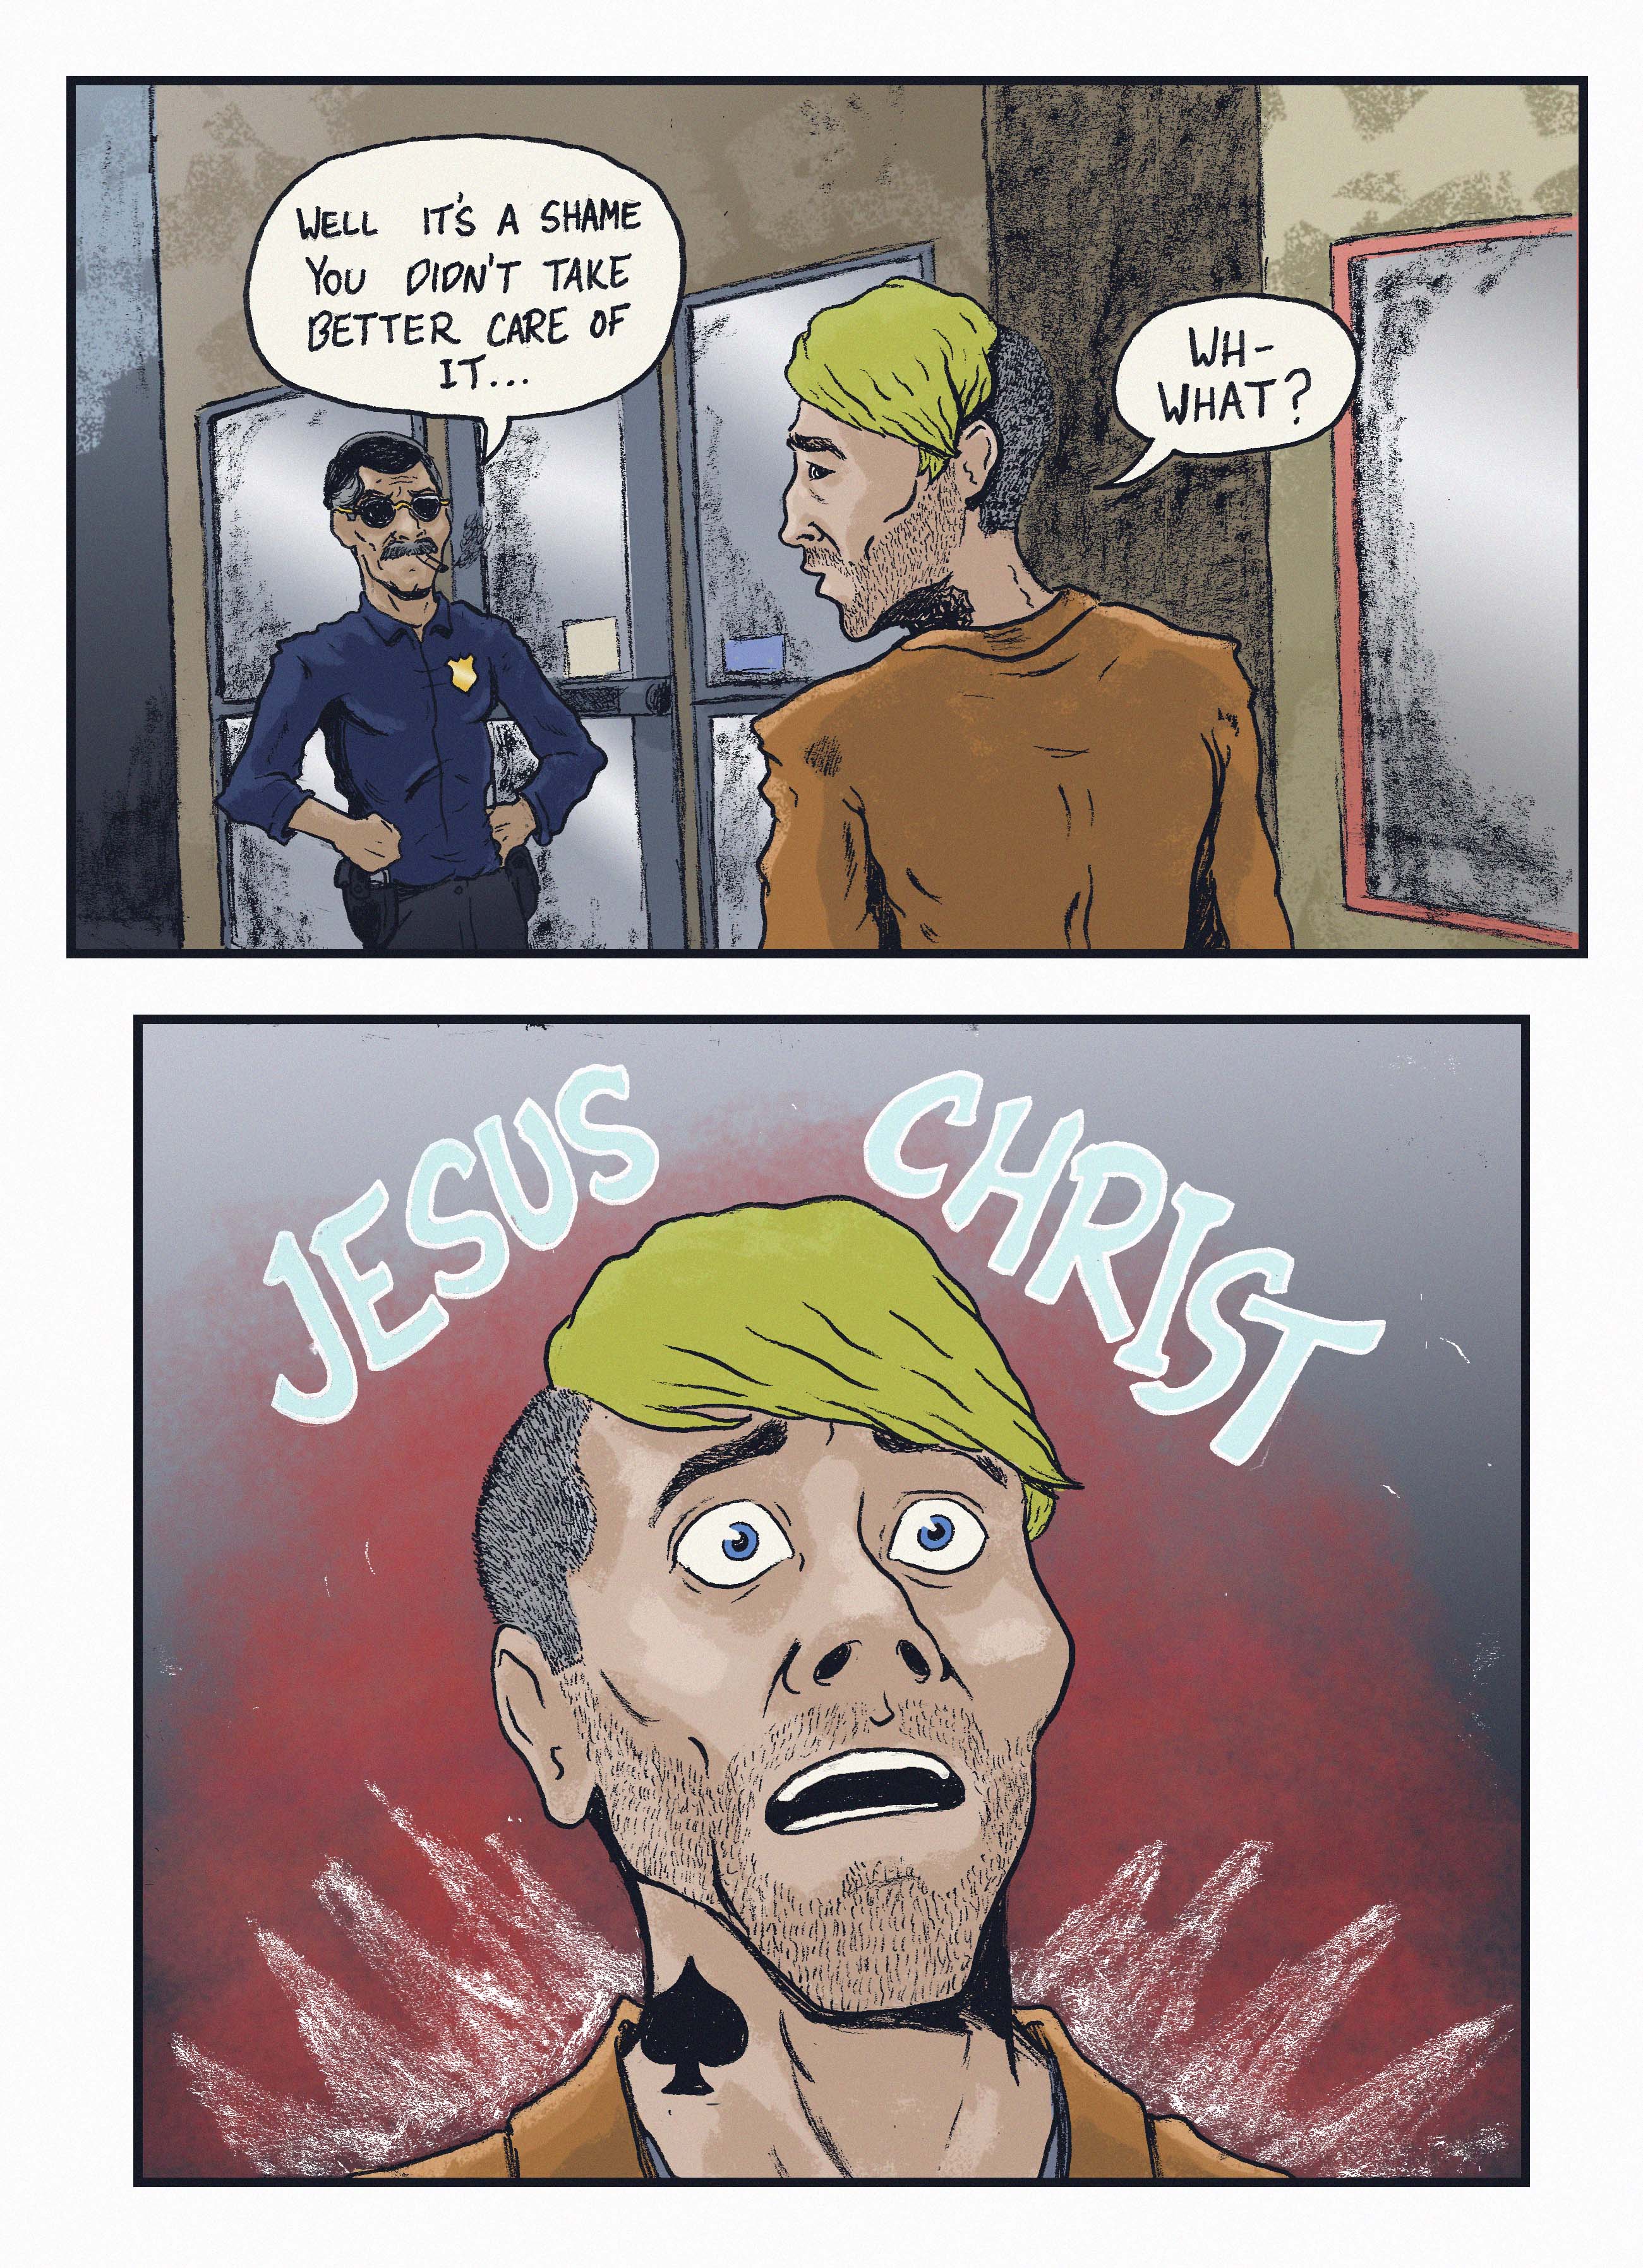 WELL IT'S A SHAME
YOU DIDN'T TAKE
BETTER CARE OF
IT...
WH-
WHAT?
JESUS CHRIST